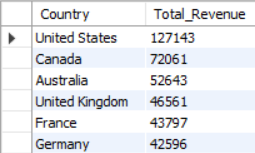 Country Total_Revenue
United States 127143
Canada 72061
Australia 52643
United Kingdom 46561
France 43797
Germany 42596